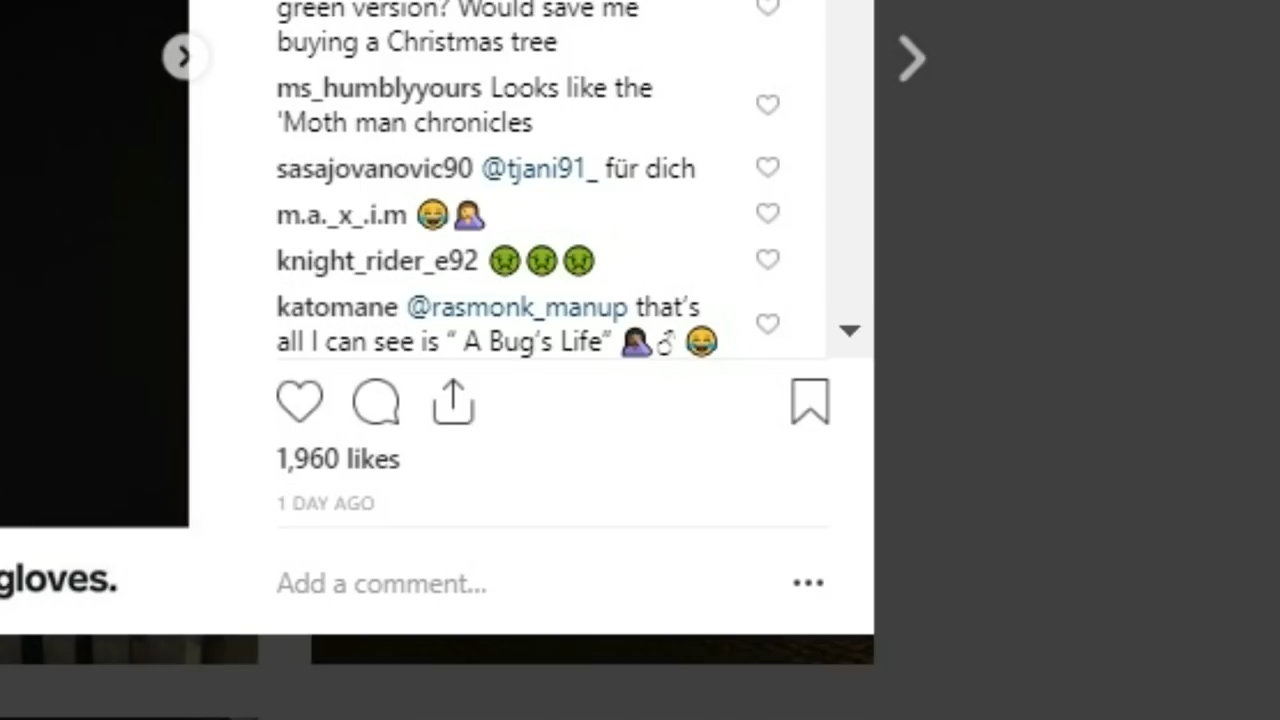 green version? Would save me
buying a Christmas tree
ms_humblyyours Looks like the
'Moth man chronicles
sasajovanovic90 @tjani91_ für dich
m.a._x_.i.m 😂🤦
knight_rider_e92 🤢🤢🤢
katomane @rasmonk_manup that's
all I can see is “ A Bug's Life” 🤦🏿♂ 😂
1,960 likes
1 DAY AGO
gloves.
Add a comment...